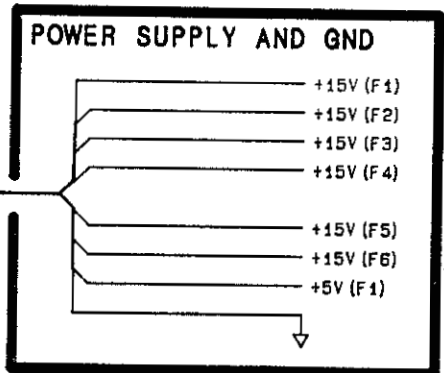 POWER SUPPLY AND GND
+15V (F1)
+15V (F2)
+15V (F3)
+15V (F4)
+15V (F5)
+15V (F6)
+5V (F1)